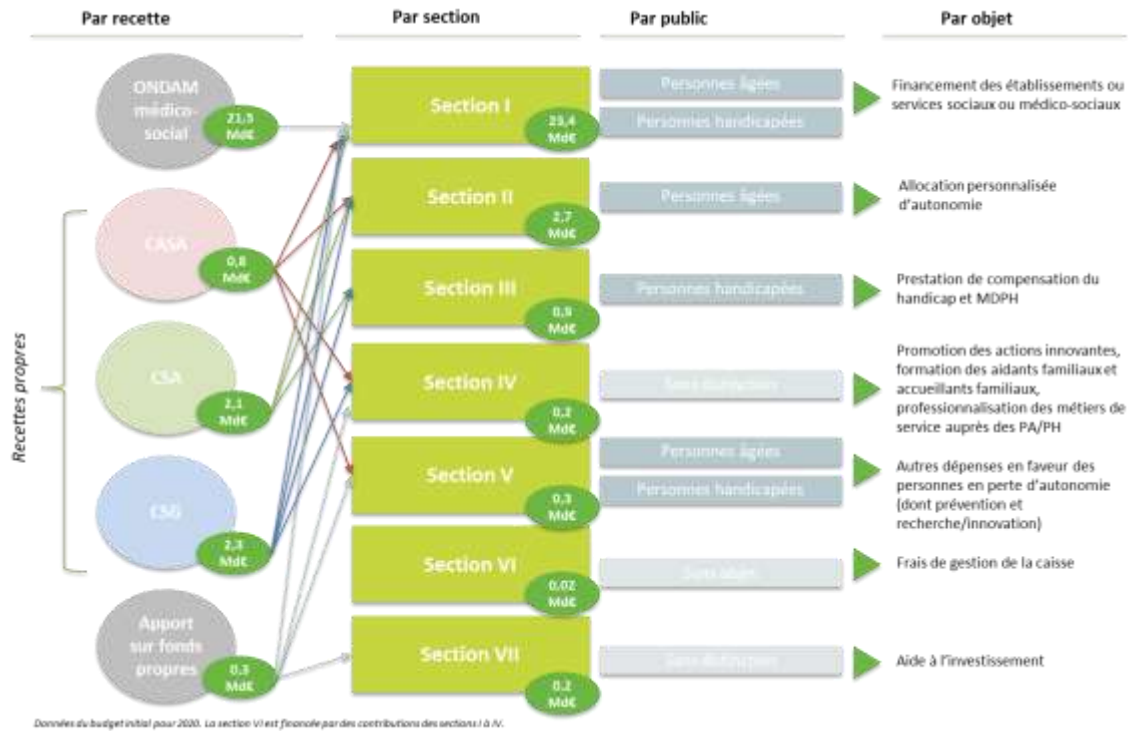 Par recette
Par section
Par public
Par objet
ONDAM
médico-
social
21,3
Md€
Section I
23,4
Md€
Personnes âgées
Personnes handicapées
Financement des établissements ou
services sociaux ou médico-sociaux
Recettes propres
CASA
0,8
Md€
Section II
2,7
Md€
Personnes âgées
Allocation personnalisée
d'autonomie
Section III
0,9
Md€
Personnes handicapées
Prestation de compensation du
handicap et MDPH
CSA
2,1
Md€
Section IV
0,2
Md€
Sans distinction
Promotion des actions innovantes,
formation des aidants familiaux et
accueillants familiaux,
professionnalisation des métiers de
service auprès des PA/PH
CSG
2,3
Md€
Section V
0,3
Md€
Personnes âgées
Personnes handicapées
Autres dépenses en faveur des
personnes en perte d'autonomie
(dont prévention et
recherche/innovation)
Section VI
0,02
Md€
Sans objet
Frais de gestion de la caisse
Apport
sur fonds
propres
0,3
Md€
Section VII
0,2
Md€
Sans distinction
Aide à l'investissement
Données du budget initial pour 2020. La section VI est financée par des contributions des sections I à IV.